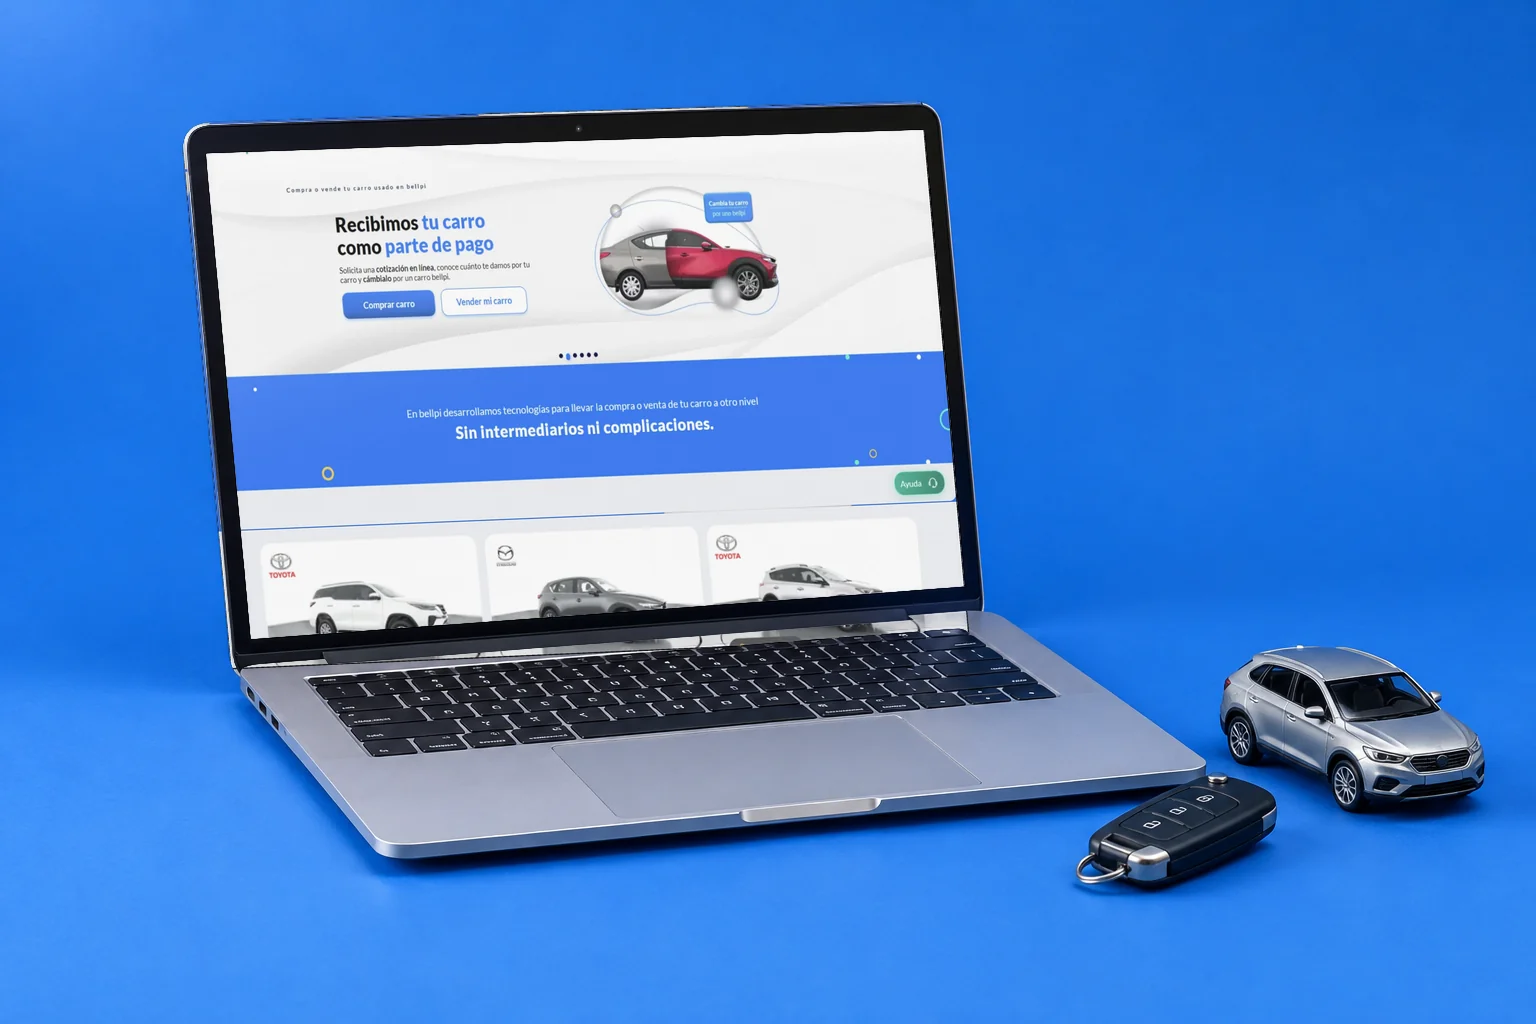 Compra o vende tu carro usado en bellpi
Recibimos tu carro
como parte de pago
Solicita una cotización en línea, conoce cuánto te damos por tu
carro y cámbialo por un carro bellpi.
Comprar carro
Vender mi carro
Cambia tu carro
por uno bellpi
En bellpi desarrollamos tecnologías para llevar la compra o venta de tu carro a otro nivel
Sin intermediarios ni complicaciones.
Ayuda
TOYOTA
TOYOTA